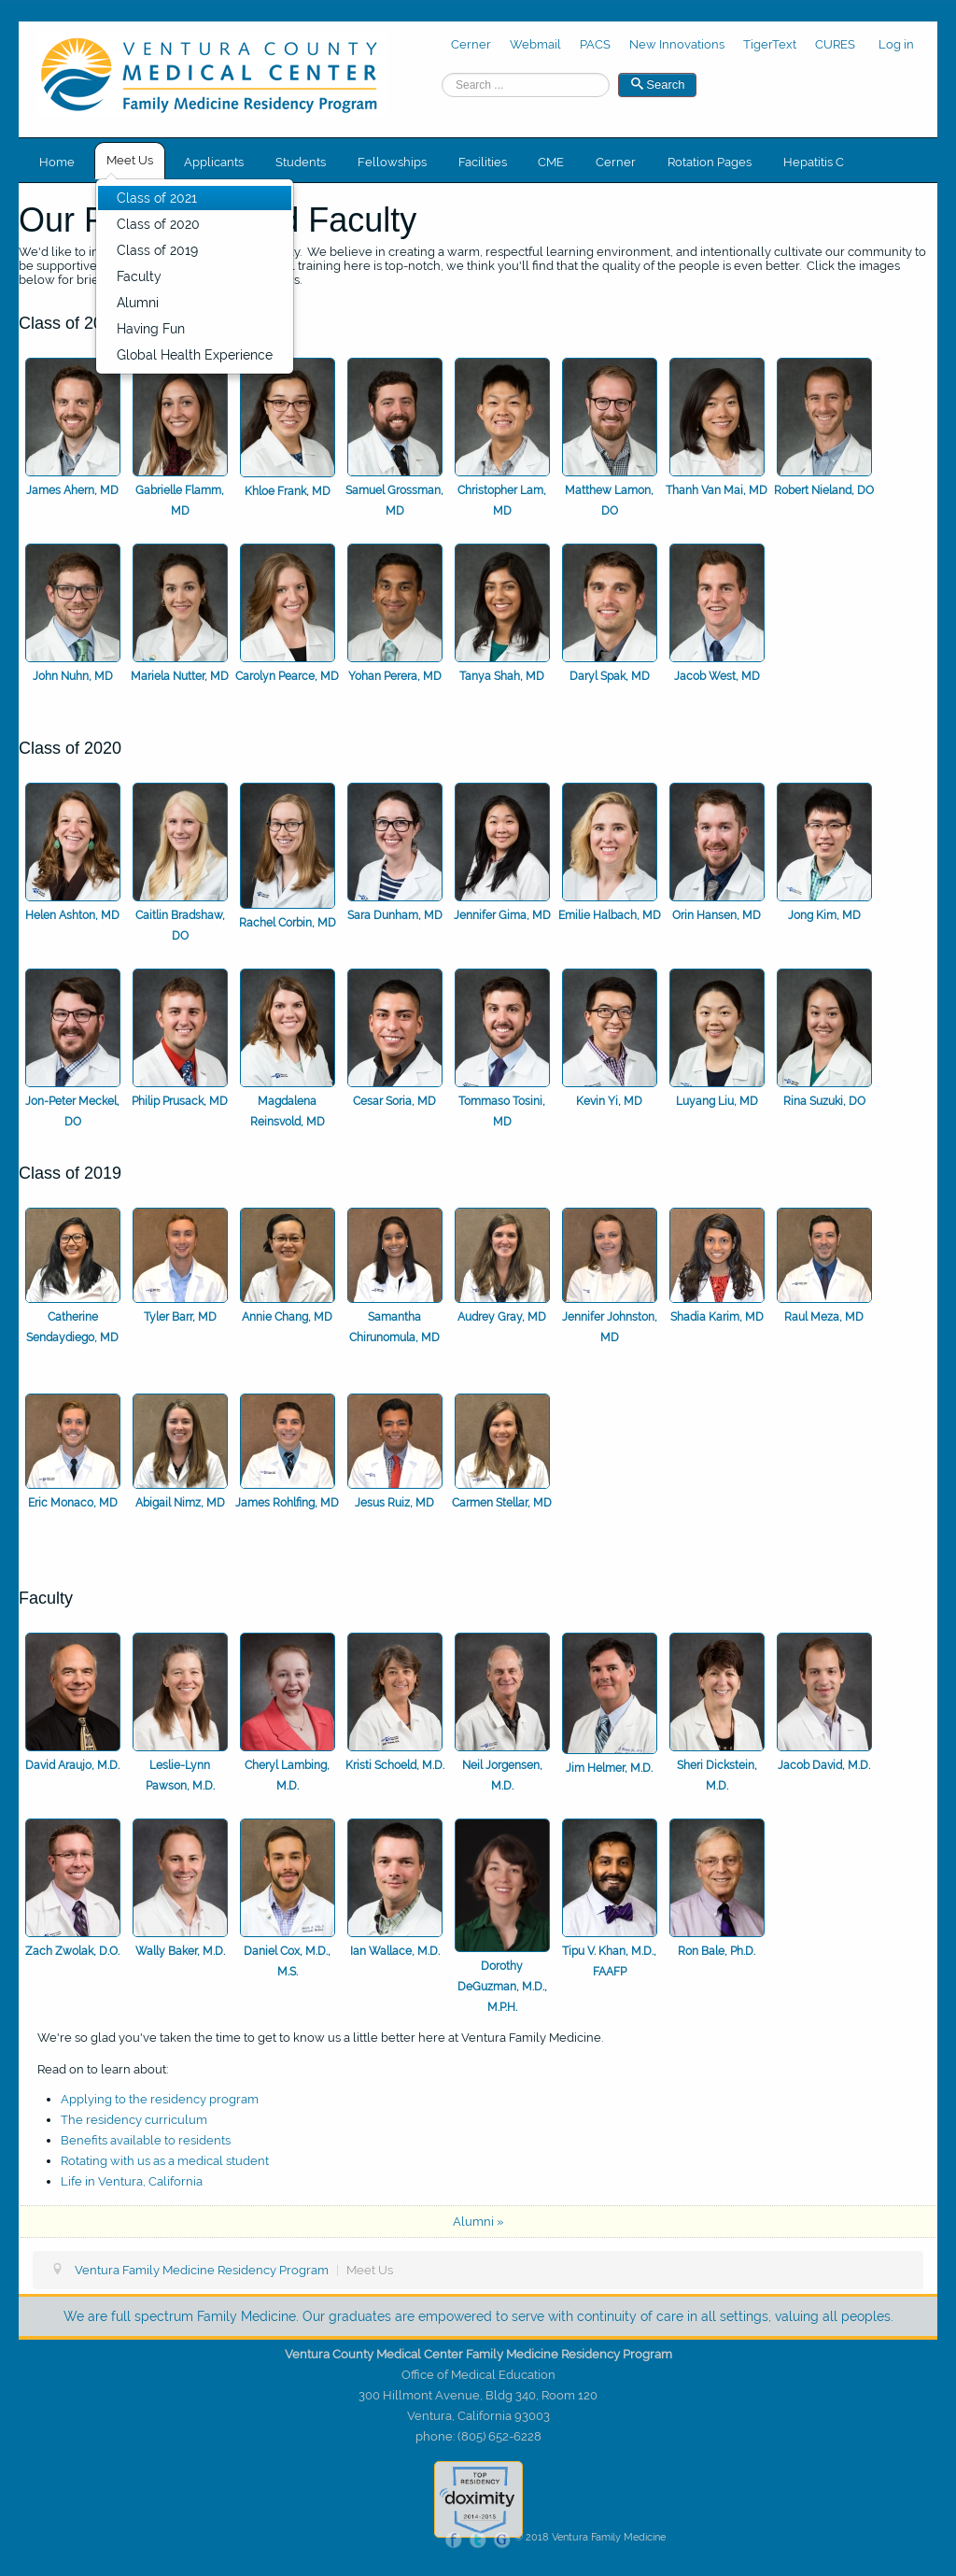 VENTURA COUNTY
MEDICAL CENTER
Family Medicine Residency Program
Cerner Webmail PACS New Innovations TigerText CURES Log in
Search ... Search
Home Meet Us Applicants Students Fellowships Facilities CME Cerner Rotation Pages Hepatitis C
Class of 2021
Class of 2020
Class of 2019
Faculty
Alumni
Having Fun
Global Health Experience
Our d Faculty
We'd like to y. We believe in creating a warm, respectful learning environment, and intentionally cultivate our community to
be supportive training here is top-notch, we think you'll find that the quality of the people is even better. Click the images
below for s.
Class of
James Ahern, MD Gabrielle Flamm, Khloe Frank, MD Samuel Grossman, Christopher Lam, Matthew Lamon, Thanh Van Mai, MD Robert Nieland, DO
MD MD MD DO
John Nuhn, MD Mariela Nutter, MD Carolyn Pearce, MD Yohan Perera, MD Tanya Shah, MD Daryl Spak, MD Jacob West, MD
Class of 2020
Helen Ashton, MD Caitlin Bradshaw, Rachel Corbin, MD Sara Dunham, MD Jennifer Gima, MD Emilie Halbach, MD Orin Hansen, MD Jong Kim, MD
DO
Jon-Peter Meckel, Philip Prusack, MD Magdalena Cesar Soria, MD Tommaso Tosini, Kevin Yi, MD Luyang Liu, MD Rina Suzuki, DO
DO Reinsvold, MD MD
Class of 2019
Catherine Tyler Barr, MD Annie Chang, MD Samantha Audrey Gray, MD Jennifer Johnston, Shadia Karim, MD Raul Meza, MD
Sendaydiego, MD Chirunomula, MD MD
Eric Monaco, MD Abigail Nimz, MD James Rohlfing, MD Jesus Ruiz, MD Carmen Stellar, MD
Faculty
David Araujo, M.D. Leslie-Lynn Cheryl Lambing, Kristi Schoeld, M.D. Neil Jorgensen, Jim Helmer, M.D. Sheri Dickstein, Jacob David, M.D.
Pawson, M.D. M.D. M.D. M.D.
Zach Zwolak, D.O. Wally Baker, M.D. Daniel Cox, M.D., Ian Wallace, M.D. Dorothy Tipu V. Khan, M.D., Ron Bale, Ph.D.
M.S. DeGuzman, M.D., FAAFP
M.P.H.
We're so glad you've taken the time to get to know us a little better here at Ventura Family Medicine.
Read on to learn about:
Applying to the residency program
The residency curriculum
Benefits available to residents
Rotating with us as a medical student
Life in Ventura, California
Alumni »
Ventura Family Medicine Residency Program | Meet Us
We are full spectrum Family Medicine. Our graduates are empowered to serve with continuity of care in all settings, valuing all peoples.
Ventura County Medical Center Family Medicine Residency Program
Office of Medical Education
300 Hillmont Avenue, Bldg 340, Room 120
Ventura, California 93003
phone: (805) 652-6228
TOP
RESIDENCY
doximity
2014-2015
f t G © 2018 Ventura Family Medicine